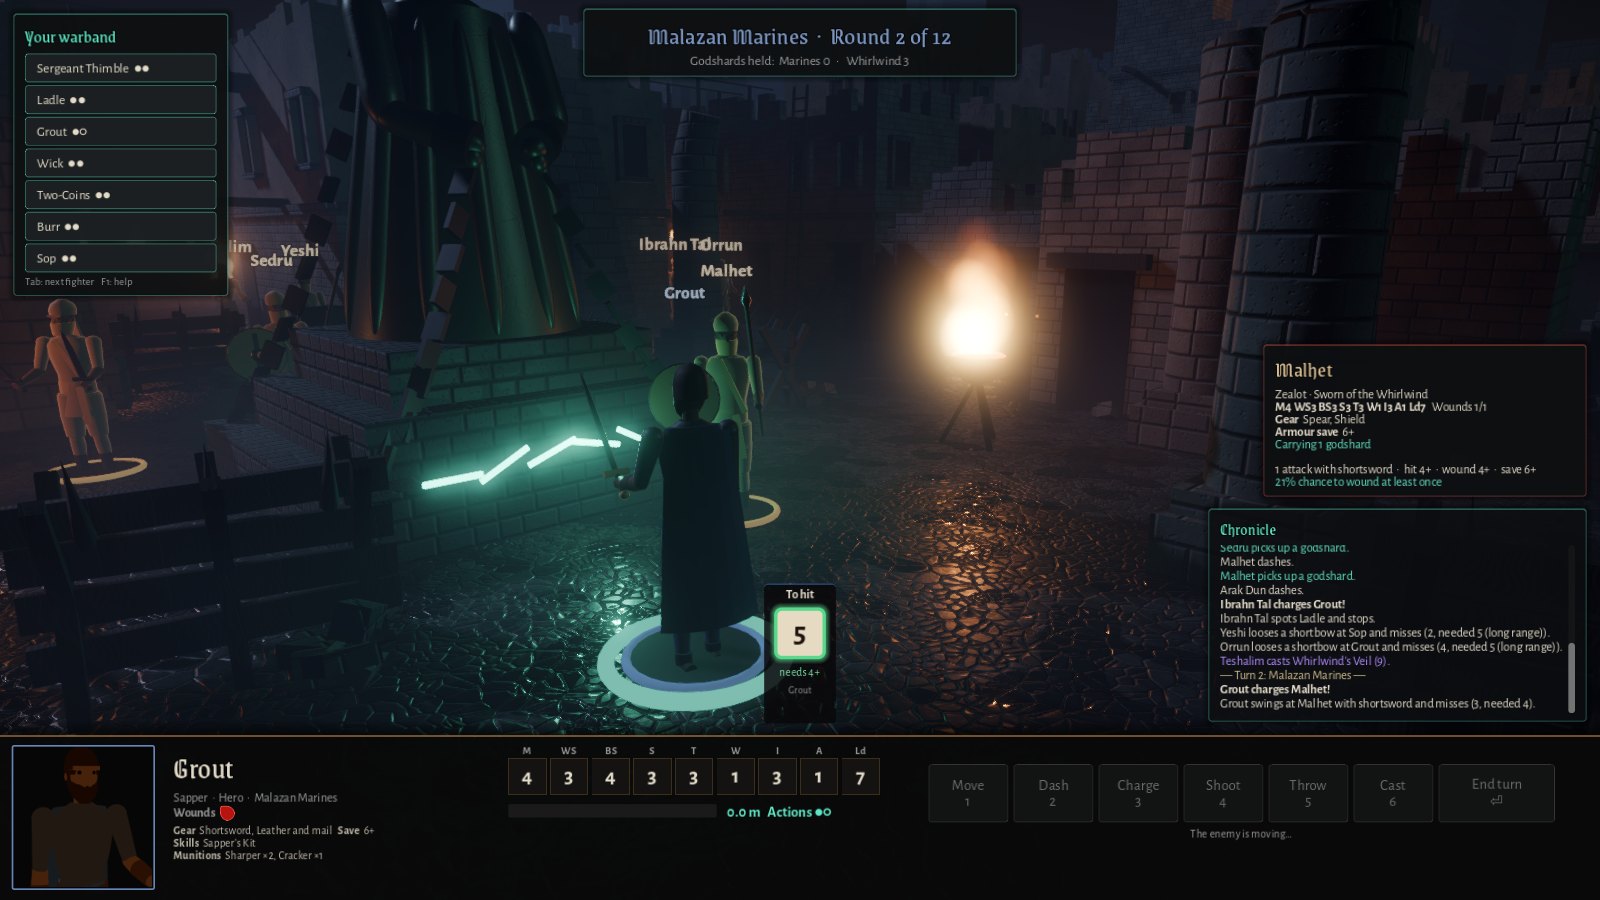 Your warband
Sergeant Thimble
Ladle
Grout
Wick
Two-Coins
Burr
Sop
Tab: next fighter F1: help
Malazan Marines · Round 2 of 12
Godshards held: Marines 0 · Whirlwind 3
Yeshi
Sedru
Ibrahn Tal
Orrun
Malhet
Grout
Malhet
Zealot · Sworn of the Whirlwind
M4 WS3 BS3 S3 T3 W1 I3 A1 Ld7 Wounds 1/1
Gear Spear, Shield
Armour save 6+
Carrying 1 godshard
1 attack with shortsword · hit 4+ · wound 4+ · save 6+
21% chance to wound at least once
Chronicle
Sedru picks up a godshard.
Malhet dashes.
Malhet picks up a godshard.
Arak Dun dashes.
Ibrahn Tal charges Grout!
Ibrahn Tal spots Ladle and stops.
Yeshi looses a shortbow at Sop and misses (2, needed 5 (long range)).
Orrun looses a shortbow at Grout and misses (4, needed 5 (long range)).
Teshalim casts Whirlwind's Veil (9).
— Turn 2: Malazan Marines —
Grout charges Malhet!
Grout swings at Malhet with shortsword and misses (3, needed 4).
To hit
5
needs 4+
Grout
Grout
Sapper · Hero · Malazan Marines
Wounds
Gear Shortsword, Leather and mail Save 6+
Skills Sapper's Kit
Munitions Sharper ×2, Cracker ×1
M WS BS S T W I A Ld
4 3 4 3 3 1 3 1 7
0.0 m Actions
Move 1
Dash 2
Charge 3
Shoot 4
Throw 5
Cast 6
End turn ⏎
The enemy is moving...